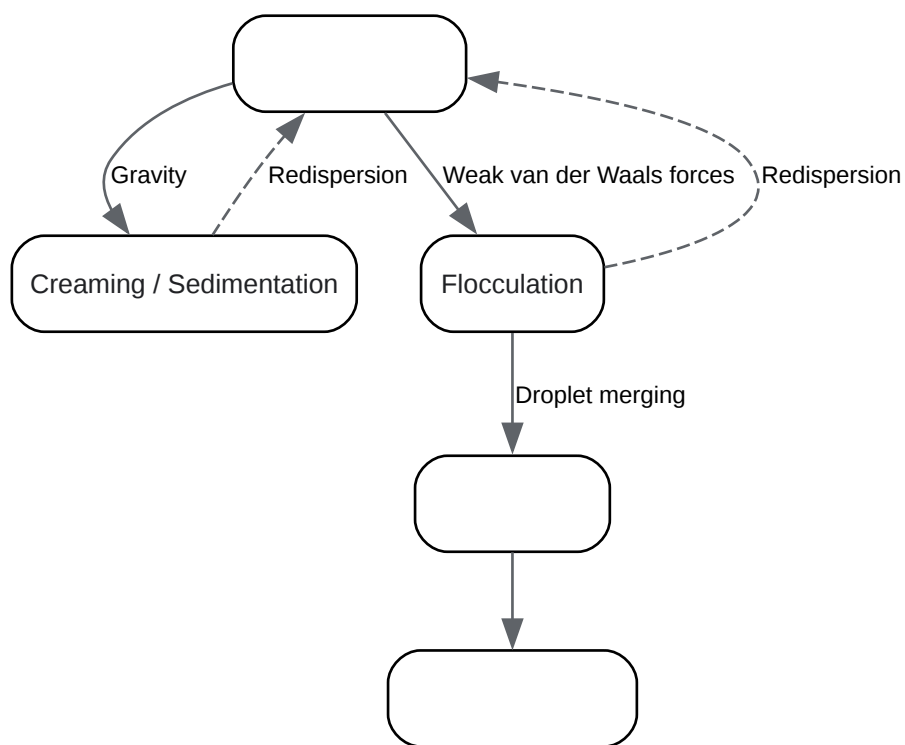 Gravity
Redispersion
Weak van der Waals forces
Redispersion
Creaming / Sedimentation
Flocculation
Droplet merging